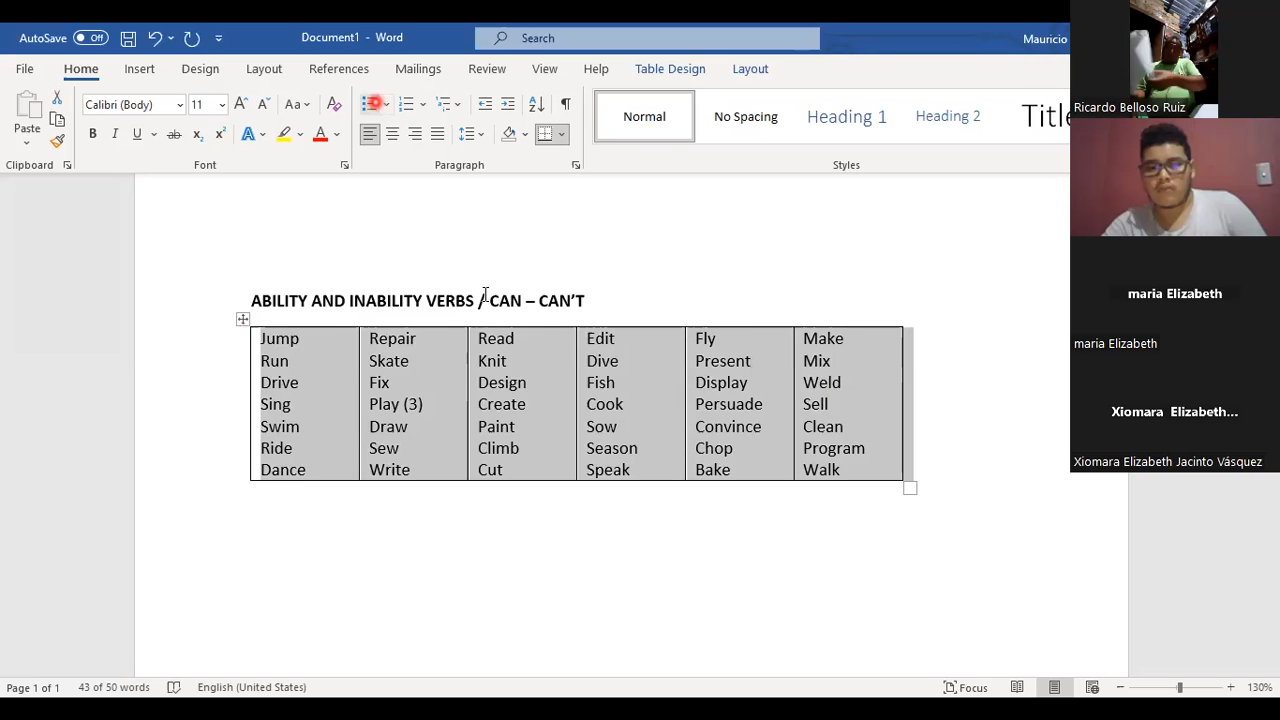 AutoSave Off Document1 - Word Search Mauricio
File Home Insert Design Layout References Mailings Review View Help Table Design Layout
Paste Calibri (Body) 11 Normal No Spacing Heading 1 Heading 2 Title
Clipboard Font Paragraph Styles
Ricardo Belloso Ruiz
ABILITY AND INABILITY VERBS / CAN – CAN'T
Jump Repair Read Edit Fly Make
Run Skate Knit Dive Present Mix
Drive Fix Design Fish Display Weld
Sing Play (3) Create Cook Persuade Sell
Swim Draw Paint Sow Convince Clean
Ride Sew Climb Season Chop Program
Dance Write Cut Speak Bake Walk
maria Elizabeth
maria Elizabeth
Xiomara Elizabeth...
Xiomara Elizabeth Jacinto Vásquez
Page 1 of 1 43 of 50 words English (United States) Focus 130%